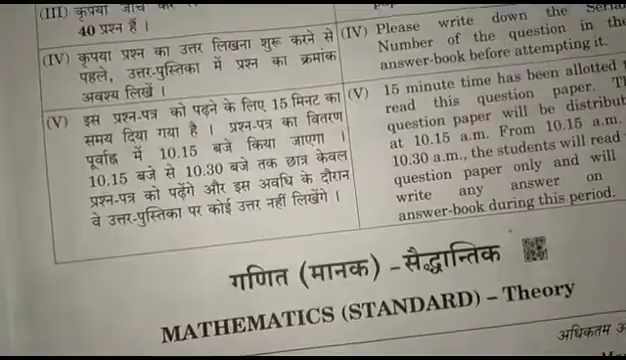 (III) कृपया जाँच कर
40 प्रश्न हैं ।
(IV) कृपया प्रश्न का उत्तर लिखना शुरू करने से
पहले, उत्तर-पुस्तिका में प्रश्न का क्रमांक
अवश्य लिखें ।
(V) इस प्रश्न-पत्र को पढ़ने के लिए 15 मिनट का
समय दिया गया है । प्रश्न-पत्र का वितरण
पूर्वाह्न में 10.15 बजे किया जाएगा ।
10.15 बजे से 10.30 बजे तक छात्र केवल
प्रश्न-पत्र को पढ़ेंगे और इस अवधि के दौरान
वे उत्तर-पुस्तिका पर कोई उत्तर नहीं लिखेंगे ।
(IV) Please write down the Serial
Number of the question in the
answer-book before attempting it.
(V) 15 minute time has been allotted
read this question paper.
question paper will be distribut
at 10.15 a.m. From 10.15 a.m.
10.30 a.m., the students will read
question paper only and will
write any answer on
answer-book during this period.
गणित (मानक) – सैद्धान्तिक
MATHEMATICS (STANDARD) – Theory
अधिकतम